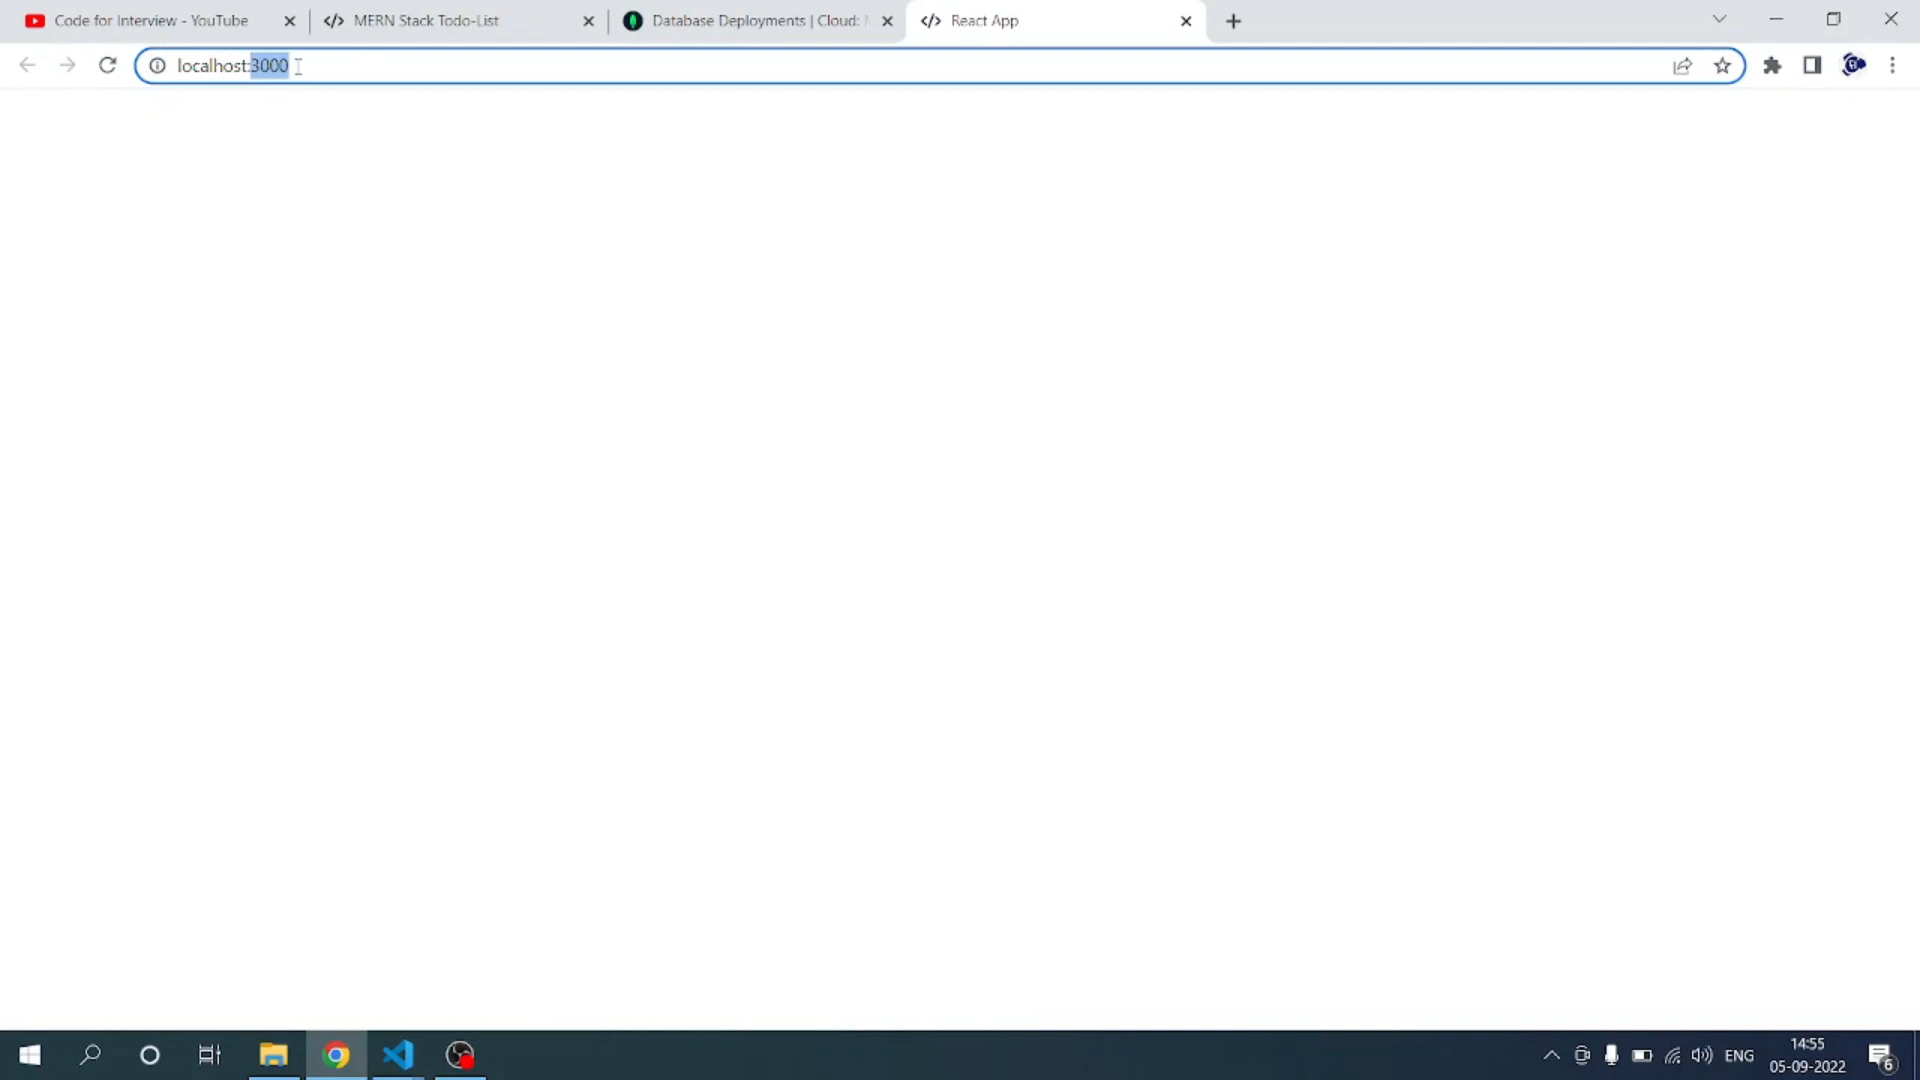 Code for Interview - YouTube
MERN Stack Todo-List
Database Deployments | Cloud:
React App
localhost:3000
ENG
14:55
05-09-2022
6